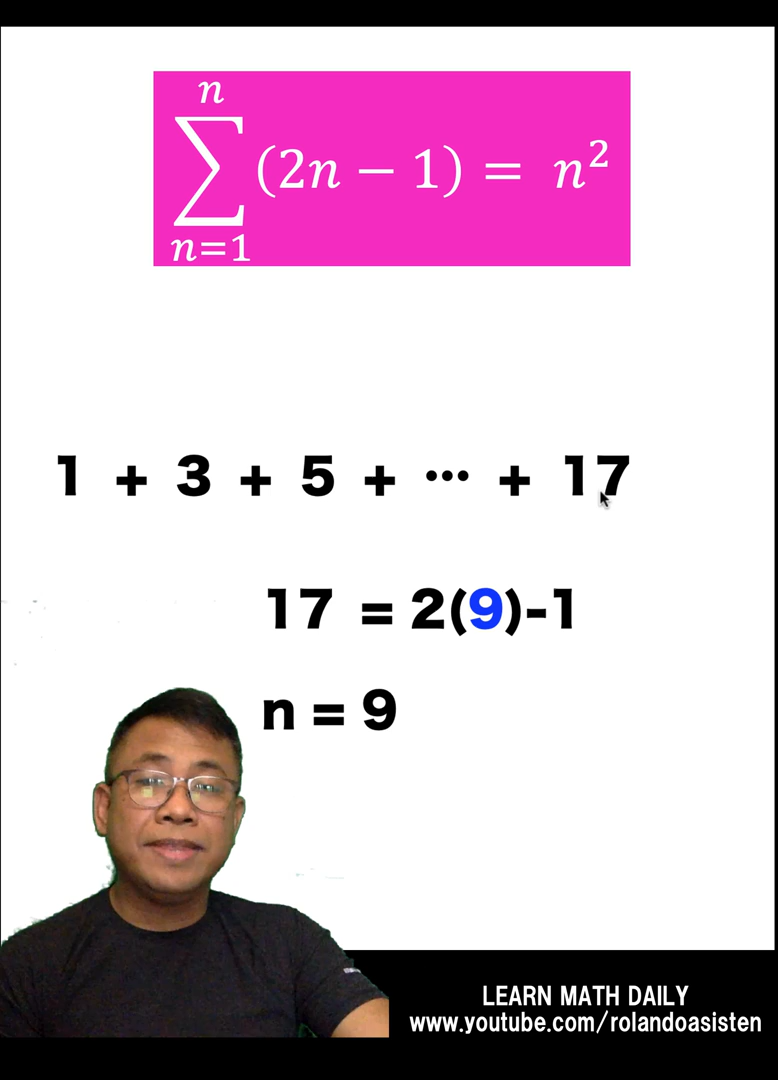 n
∑ (2n − 1) = n²
n=1
1 + 3 + 5 + ··· + 17
17 = 2(9)-1
n = 9
LEARN MATH DAILY
www.youtube.com/rolandoasisten